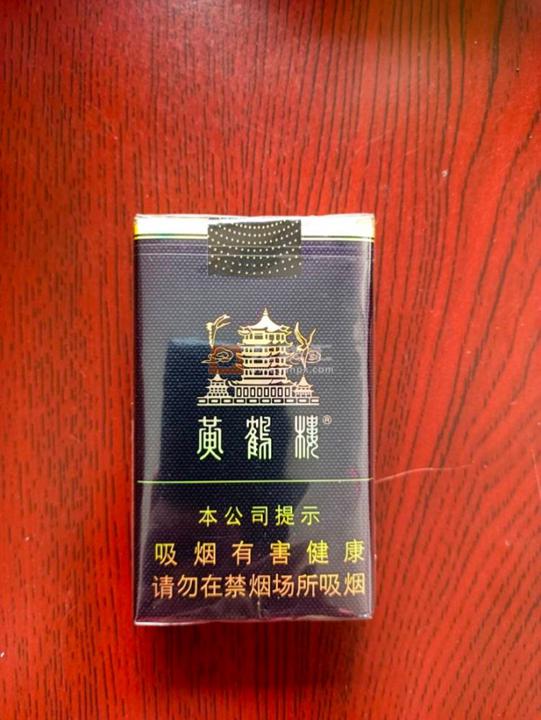 黄鹤楼®
本公司提示
吸烟有害健康
请勿在禁烟场所吸烟